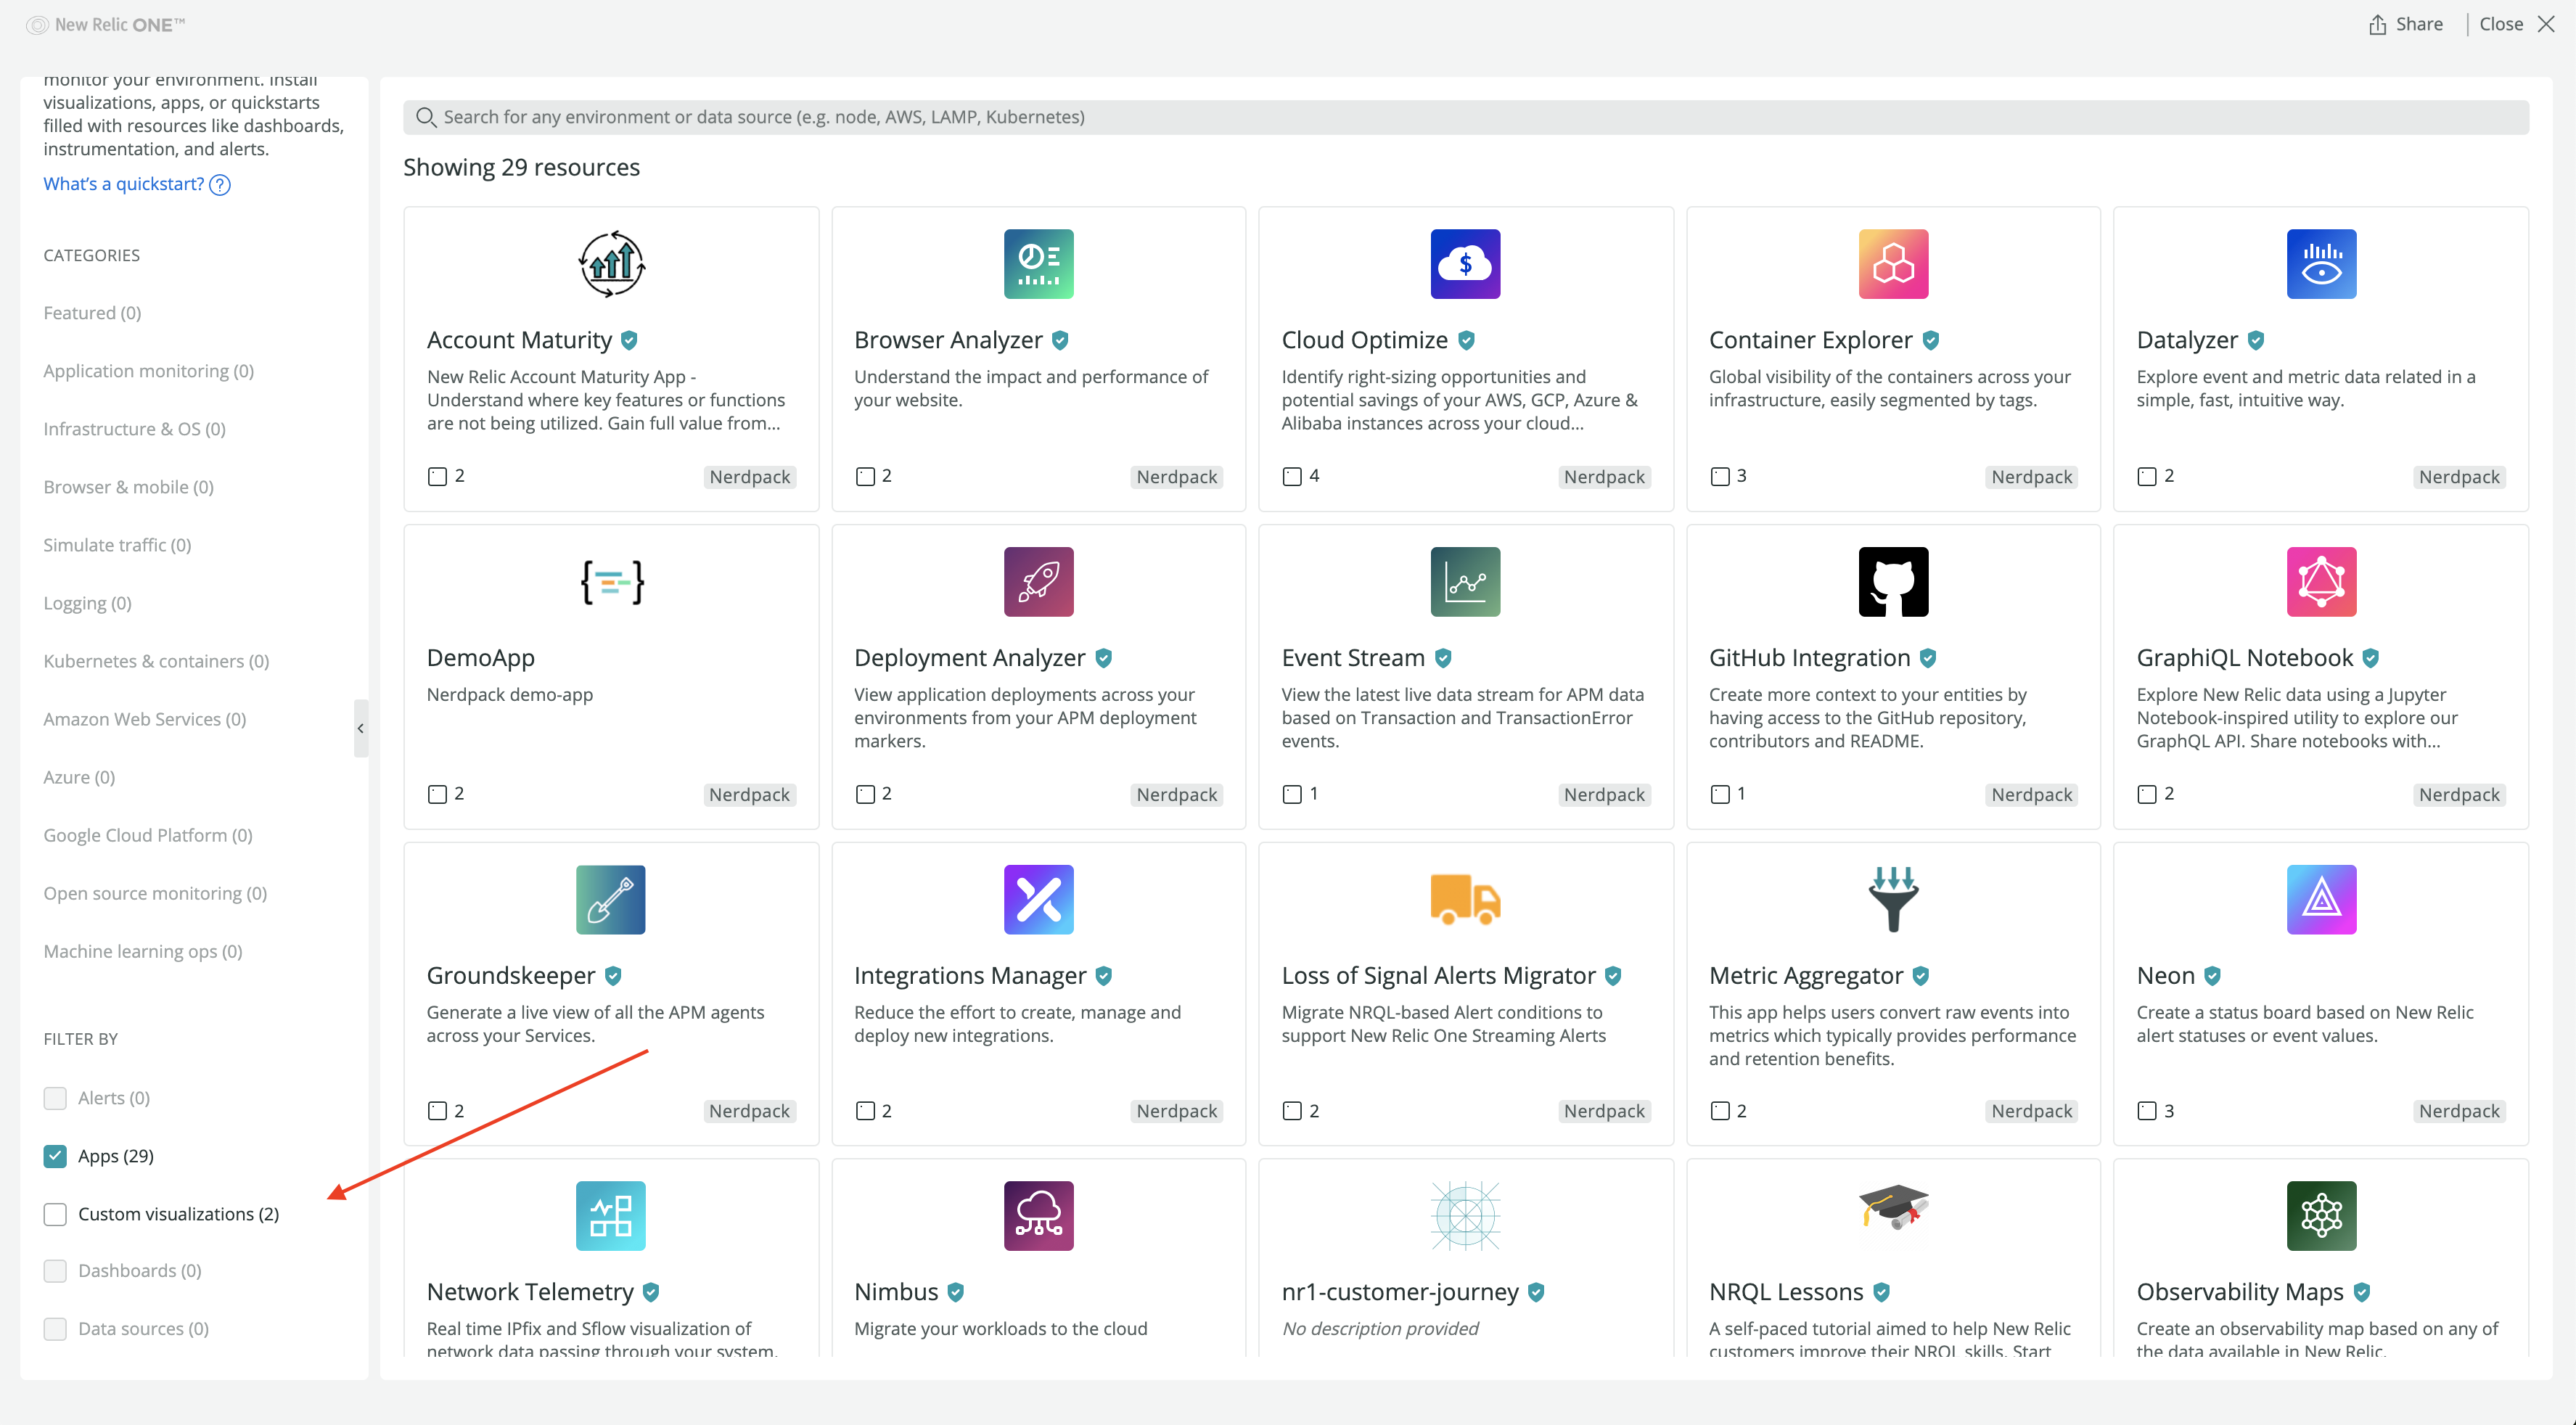 New Relic ONE™
Share
Close
monitor your environment. Install
visualizations, apps, or quickstarts
filled with resources like dashboards,
instrumentation, and alerts.
What's a quickstart? ?
CATEGORIES
Featured (0)
Application monitoring (0)
Infrastructure & OS (0)
Browser & mobile (0)
Simulate traffic (0)
Logging (0)
Kubernetes & containers (0)
Amazon Web Services (0)
Azure (0)
Google Cloud Platform (0)
Open source monitoring (0)
Machine learning ops (0)
FILTER BY
Alerts (0)
Apps (29)
Custom visualizations (2)
Dashboards (0)
Data sources (0)
Search for any environment or data source (e.g. node, AWS, LAMP, Kubernetes)
Showing 29 resources
Account Maturity
New Relic Account Maturity App -
Understand where key features or functions
are not being utilized. Gain full value from...
2
Nerdpack
Browser Analyzer
Understand the impact and performance of
your website.
2
Nerdpack
$
Cloud Optimize
Identify right-sizing opportunities and
potential savings of your AWS, GCP, Azure &
Alibaba instances across your cloud...
4
Nerdpack
Container Explorer
Global visibility of the containers across your
infrastructure, easily segmented by tags.
3
Nerdpack
Datalyzer
Explore event and metric data related in a
simple, fast, intuitive way.
2
Nerdpack
DemoApp
Nerdpack demo-app
2
Nerdpack
Deployment Analyzer
View application deployments across your
environments from your APM deployment
markers.
2
Nerdpack
Event Stream
View the latest live data stream for APM data
based on Transaction and TransactionError
events.
1
Nerdpack
GitHub Integration
Create more context to your entities by
having access to the GitHub repository,
contributors and README.
1
Nerdpack
GraphiQL Notebook
Explore New Relic data using a Jupyter
Notebook-inspired utility to explore our
GraphQL API. Share notebooks with...
2
Nerdpack
Groundskeeper
Generate a live view of all the APM agents
across your Services.
2
Nerdpack
Integrations Manager
Reduce the effort to create, manage and
deploy new integrations.
2
Nerdpack
Loss of Signal Alerts Migrator
Migrate NRQL-based Alert conditions to
support New Relic One Streaming Alerts
2
Nerdpack
Metric Aggregator
This app helps users convert raw events into
metrics which typically provides performance
and retention benefits.
2
Nerdpack
Neon
Create a status board based on New Relic
alert statuses or event values.
3
Nerdpack
Network Telemetry
Real time IPfix and Sflow visualization of
network data passing through your system.
Nimbus
Migrate your workloads to the cloud
nr1-customer-journey
No description provided
NRQL Lessons
A self-paced tutorial aimed to help New Relic
customers improve their NRQL skills. Start
Observability Maps
Create an observability map based on any of
the data available in New Relic.